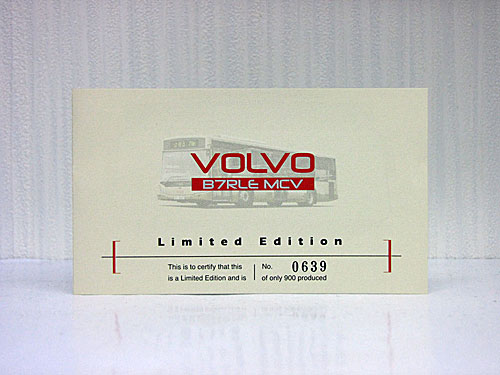 VOLVO
B7RLE MCV
Limited Edition
This is to certify that this
is a Limited Edition and is
No. 0639
of only 900 produced